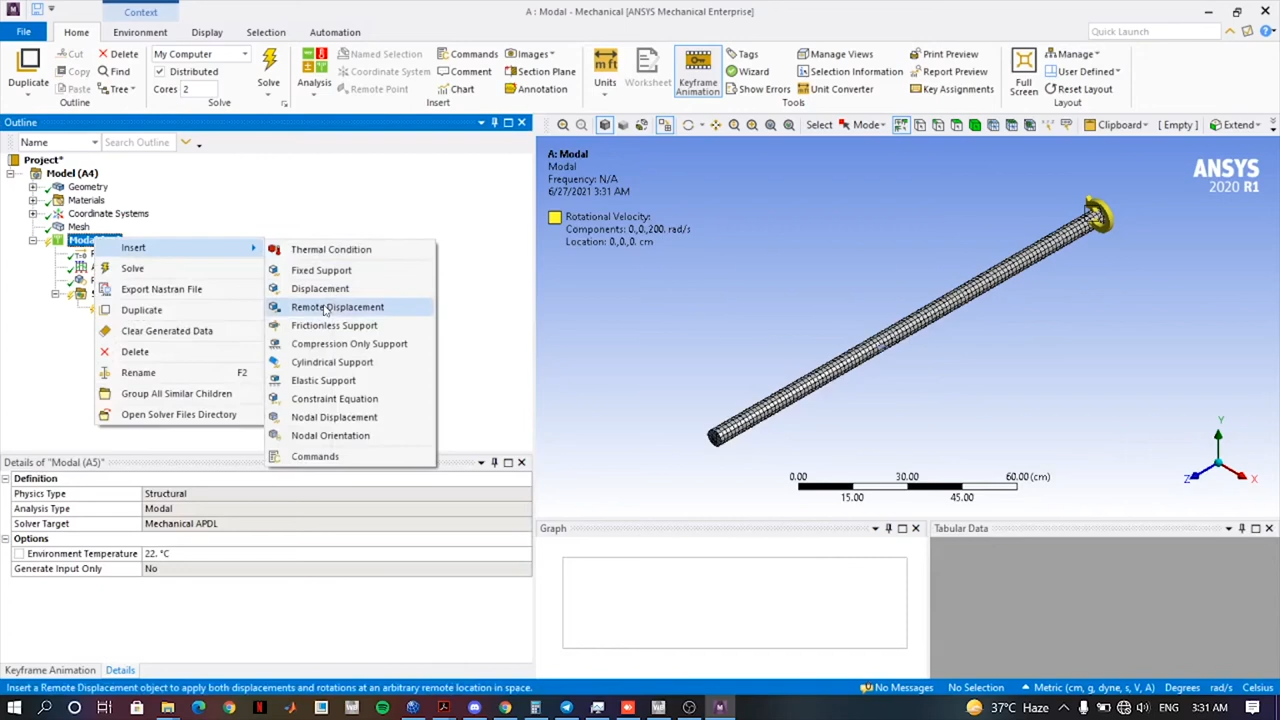 Context
A : Modal - Mechanical [ANSYS Mechanical Enterprise]
File Home Environment Display Selection Automation
Quick Launch
Duplicate
Cut Delete
Copy Find
Paste Tree
Outline
My Computer
Distributed
Cores 2
Solve
Solve
Analysis
Named Selection Commands Images
Coordinate System Comment Section Plane
Remote Point Chart Annotation
Insert
Units Worksheet Keyframe Animation
Tags Manage Views Print Preview
Wizard Selection Information Report Preview
Show Errors Unit Converter Key Assignments
Tools
Full Screen
Manage
User Defined
Reset Layout
Layout
Outline
Select Mode Clipboard [ Empty ] Extend
Name Search Outline
Project*
Model (A4)
Geometry
Materials
Coordinate Systems
Mesh
Modal
Insert
Solve
Export Nastran File
Duplicate
Clear Generated Data
Delete
Rename F2
Group All Similar Children
Open Solver Files Directory
Thermal Condition
Fixed Support
Displacement
Remote Displacement
Frictionless Support
Compression Only Support
Cylindrical Support
Elastic Support
Constraint Equation
Nodal Displacement
Nodal Orientation
Commands
A: Modal
Modal
Frequency: N/A
6/27/2021 3:31 AM
Rotational Velocity:
Components: 0.,0.,200. rad/s
Location: 0.,0.,0. cm
ANSYS
2020 R1
0.00 30.00 60.00 (cm)
15.00 45.00
Y
Z X
Details of "Modal (A5)"
Definition
Physics Type Structural
Analysis Type Modal
Solver Target Mechanical APDL
Options
Environment Temperature 22. °C
Generate Input Only No
Graph
Tabular Data
Keyframe Animation Details
Insert a Remote Displacement object to apply both displacements and rotations at an arbitrary remote location in space.
No Messages No Selection Metric (cm, g, dyne, s, V, A) Degrees rad/s Celsius
37°C Haze ENG 3:31 AM